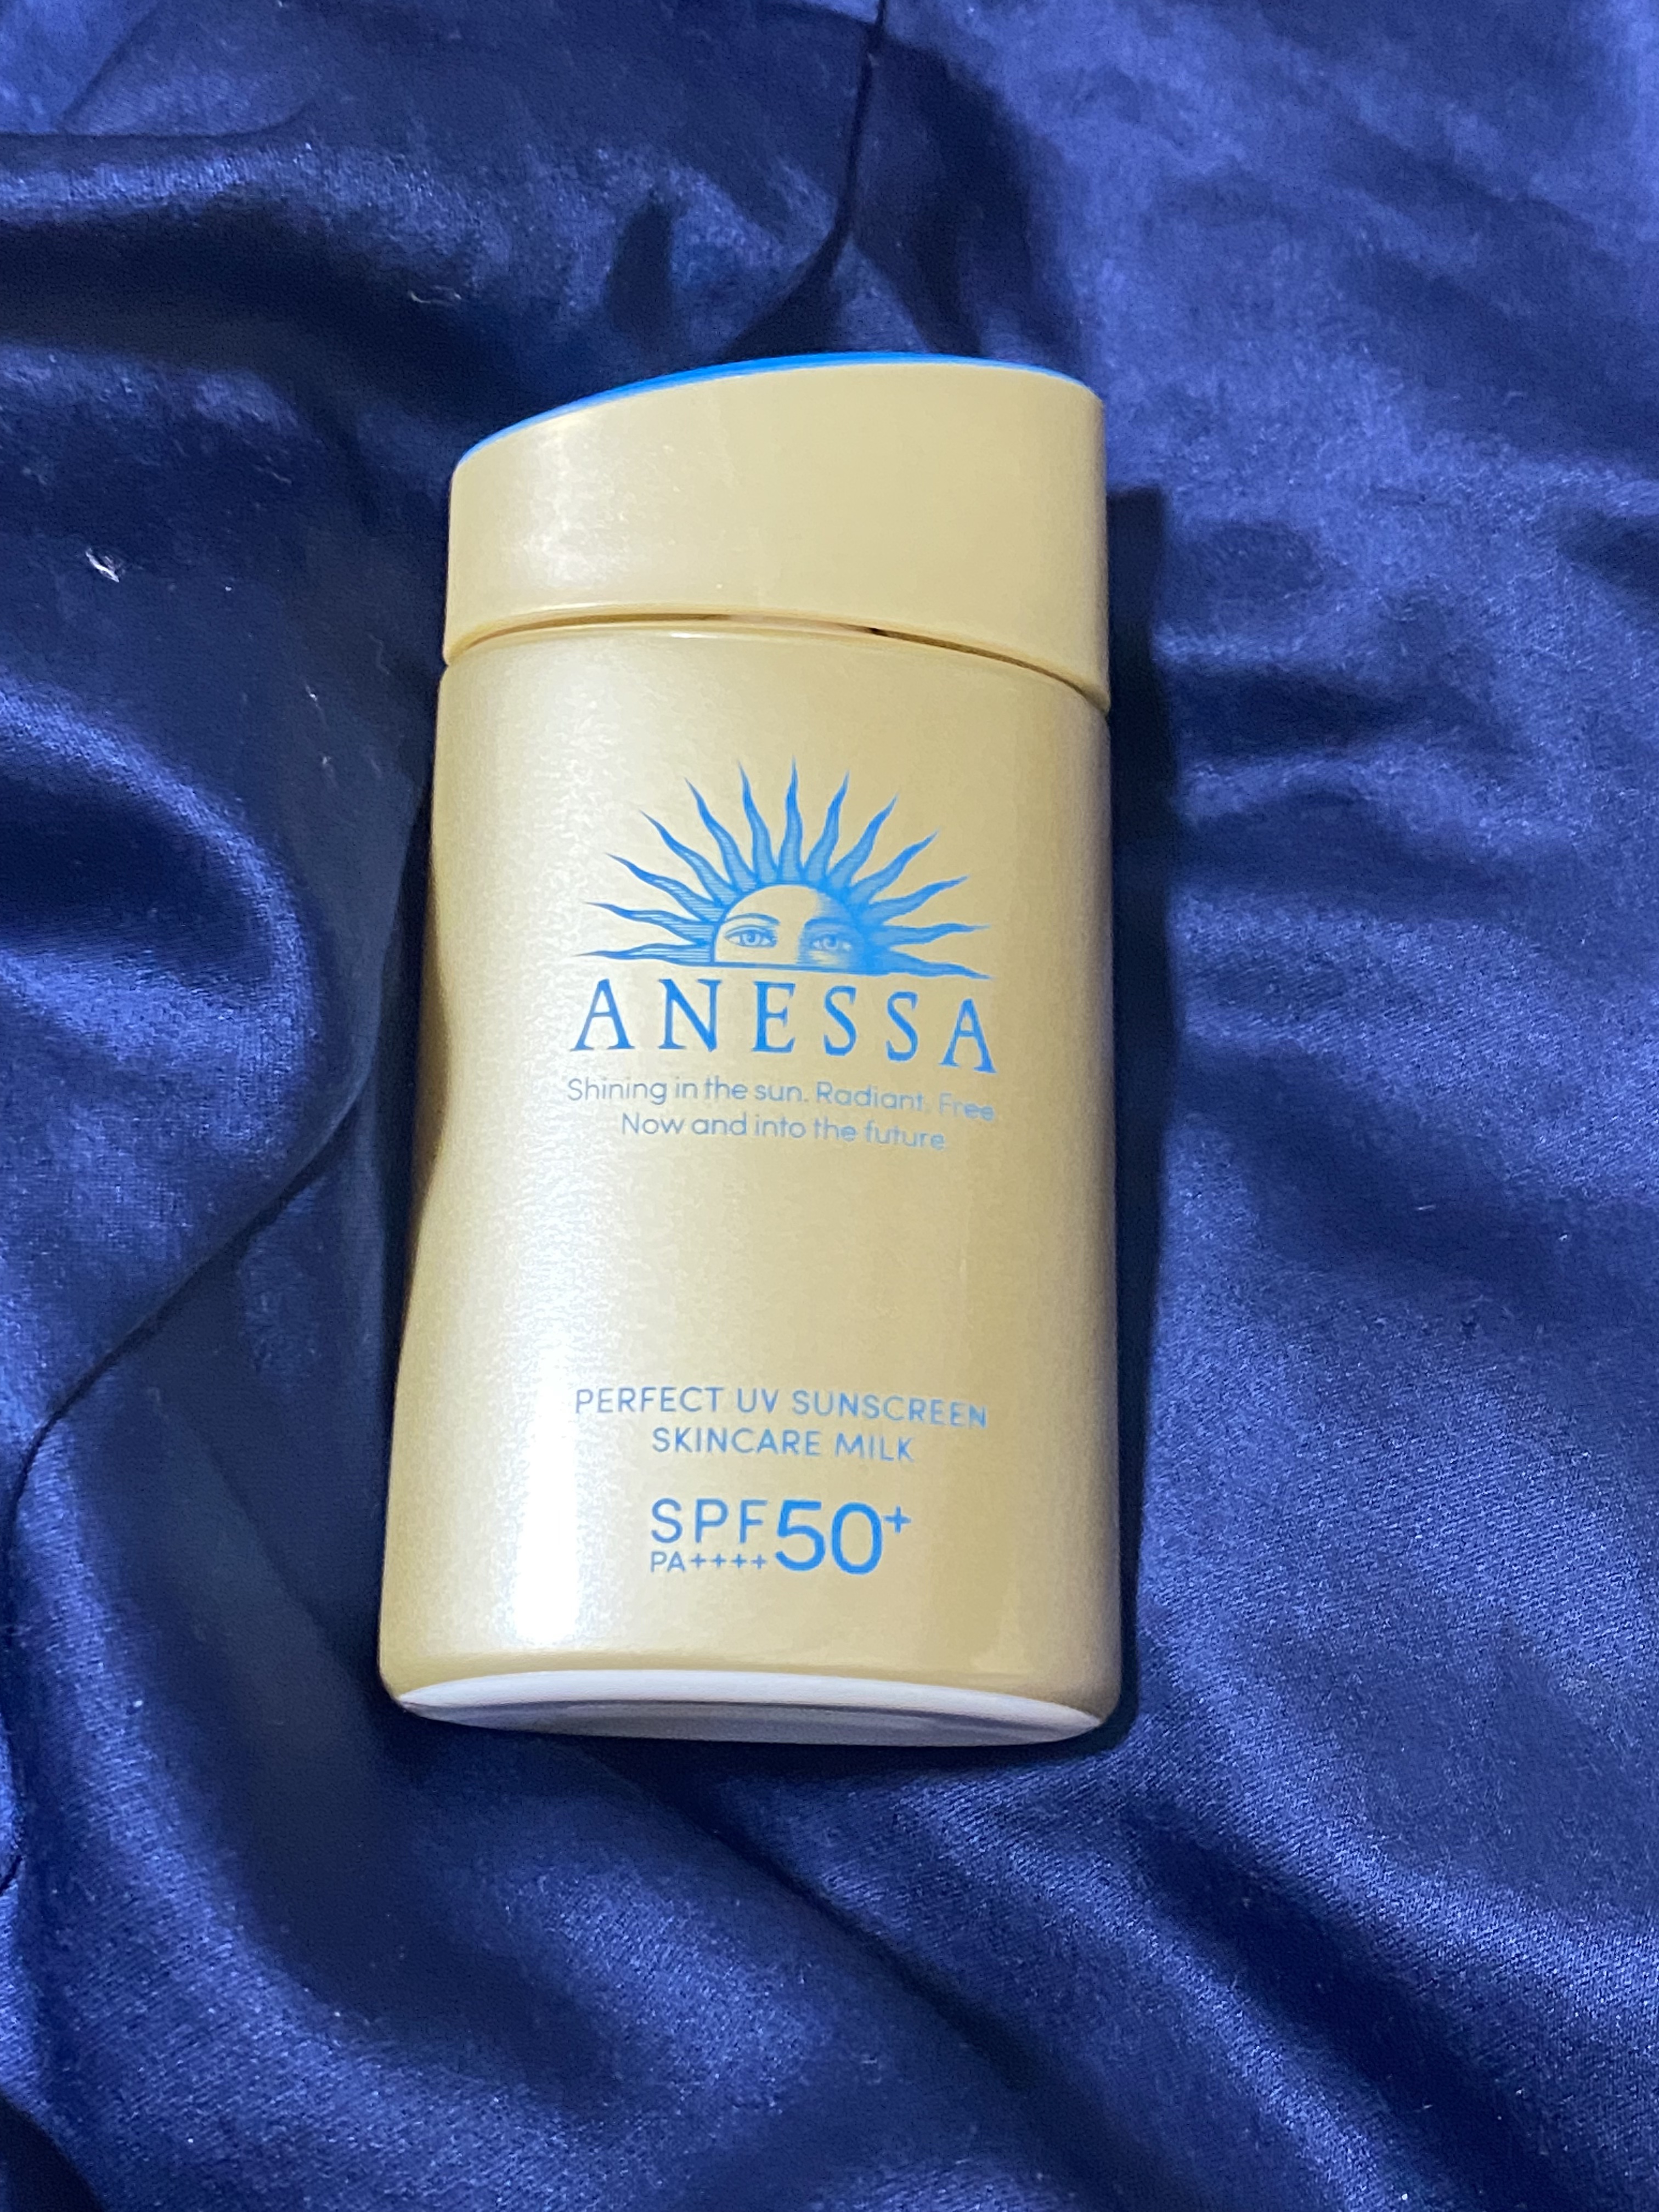 ANESSA
Shining in the sun. Radiant. Free.
Now and into the future
PERFECT UV SUNSCREEN
SKINCARE MILK
SPF50+
PA++++